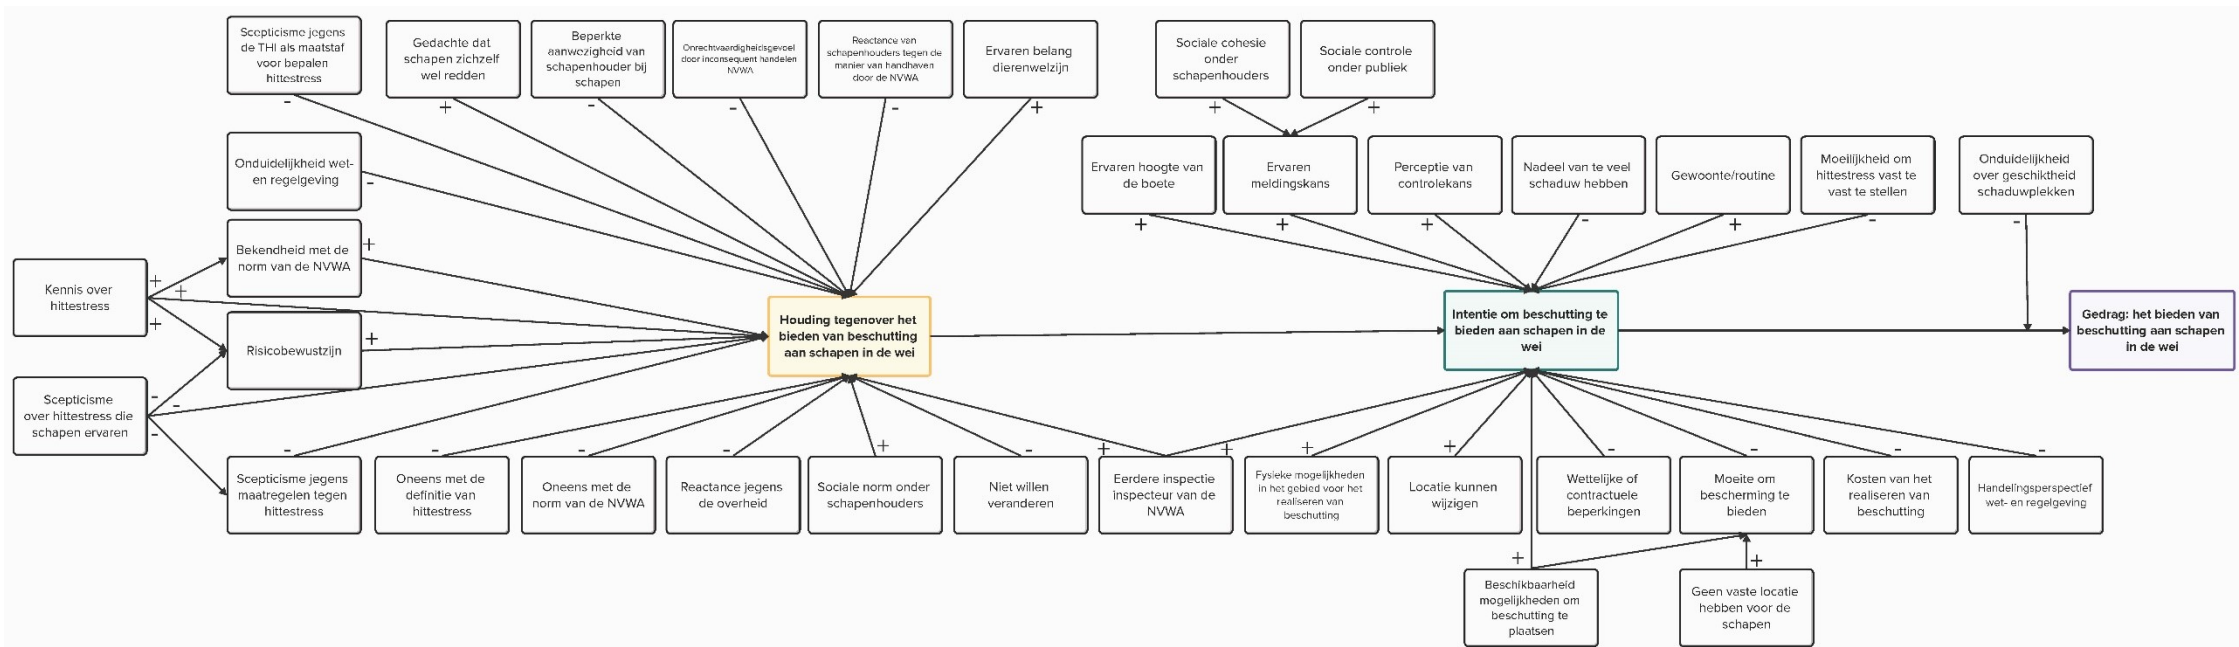 Scepticisme jegens
de THI als maatstaf
voor bepalen
hittestress
-
Gedachte dat
schapen zichzelf
wel redden
+
Beperkte
aanwezigheid van
schapenhouder bij
schapen
-
Onrechtvaardigheidsgevoel
door inconsequent handelen
NVWA
-
Reactance van
schapenhouders tegen de
manier van handhaven
door de NVWA
-
Ervaren belang
dierenwelzijn
+
Sociale cohesie
onder
schapenhouders
+
Sociale controle
onder publiek
+
Onduidelijkheid wet-
en regelgeving
-
Ervaren hoogte van
de boete
+
Ervaren
meldingskans
+
Perceptie van
controlekans
+
Nadeel van te veel
schaduw hebben
-
Gewoonte/routine
+
Moeilijkheid om
hittestress vast te
vast te stellen
-
Onduidelijkheid
over geschiktheid
schaduwplekken
-
Bekendheid met de
norm van de NVWA
+
Kennis over
hittestress
+
+
+
Risicobewustzijn
+
Houding tegenover het
bieden van beschutting
aan schapen in de wei
Intentie om beschutting te
bieden aan schapen in de
wei
Gedrag: het bieden van
beschutting aan schapen
in de wei
Scepticisme
over hittestress die
schapen ervaren
-
-
-
-
Scepticisme jegens
maatregelen tegen
hittestress
-
Oneens met de
definitie van
hittestress
-
Oneens met de
norm van de NVWA
-
Reactance jegens
de overheid
+
Sociale norm onder
schapenhouders
-
Niet willen
veranderen
+
+
Eerdere inspectie
inspecteur van de
NVWA
+
Fysieke mogelijkheden
in het gebied voor het
realiseren van
beschutting
+
Locatie kunnen
wijzigen
-
Wettelijke of
contractuele
beperkingen
-
Moeite om
bescherming te
bieden
-
Kosten van het
realiseren van
beschutting
-
Handelingsperspectief
wet- en regelgeving
+
Beschikbaarheid
mogelijkheden om
beschutting te
plaatsen
+
Geen vaste locatie
hebben voor de
schapen